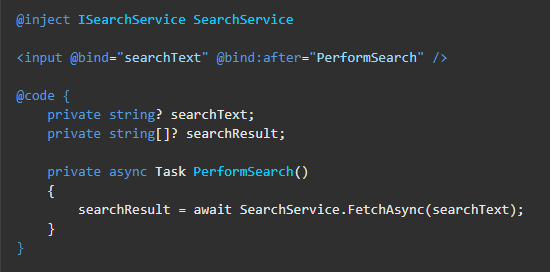 @inject ISearchService SearchService
<input @bind="searchText" @bind:after="PerformSearch" />
@code {
    private string? searchText;
    private string[]? searchResult;
    private async Task PerformSearch()
    {
        searchResult = await SearchService.FetchAsync(searchText);
    }
}